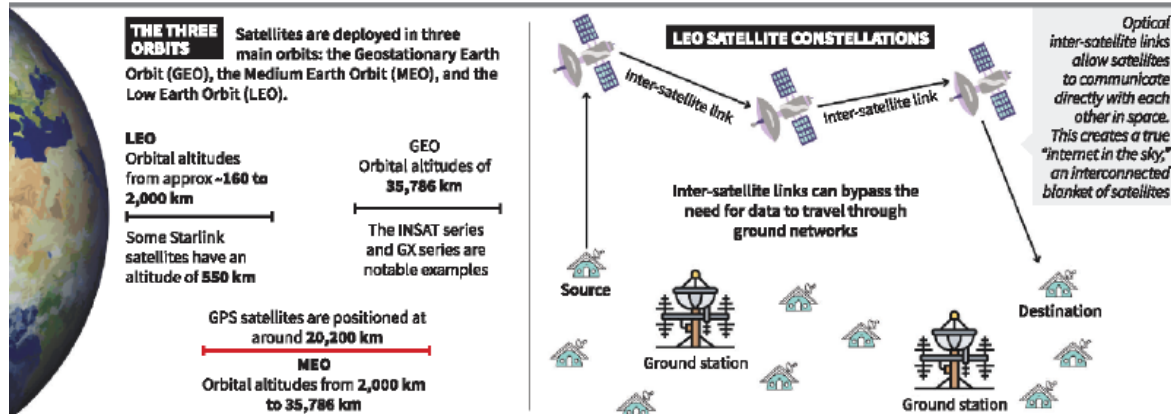 THE THREE
ORBITS
Satellites are deployed in three
main orbits: the Geostationary Earth
Orbit (GEO), the Medium Earth Orbit (MEO), and the
Low Earth Orbit (LEO).
LEO
Orbital altitudes
from approx ~160 to
2,000 km
Some Starlink
satellites have an
altitude of 550 km
GEO
Orbital altitudes of
35,786 km
The INSAT series
and GX series are
notable examples
GPS satellites are positioned at
around 20,200 km
MEO
Orbital altitudes from 2,000 km
to 35,786 km
LEO SATELLITE CONSTELLATIONS
Inter-satellite link
Inter-satellite link
Optical
inter-satellite links
allow satellites
to communicate
directly with each
other in space.
This creates a true
“internet in the sky,”
an interconnected
blanket of satellites
Inter-satellite links can bypass the
need for data to travel through
ground networks
Source
Ground station
Destination
Ground station